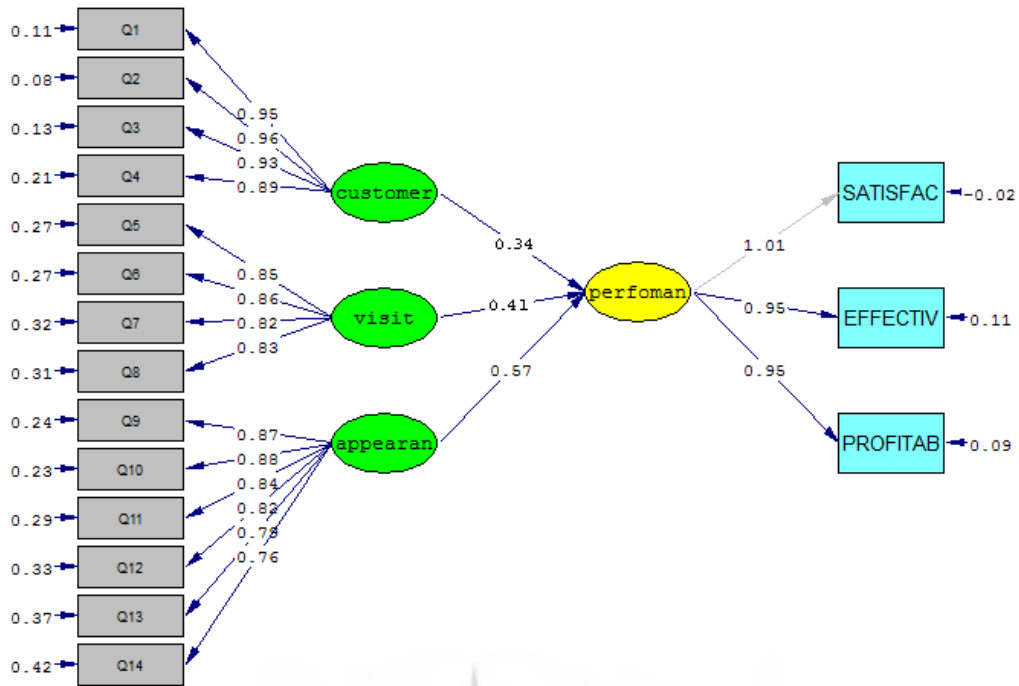 0.11 Q1
0.08 Q2
0.13 Q3
0.21 Q4
0.27 Q5
0.27 Q6
0.32 Q7
0.31 Q8
0.24 Q9
0.23 Q10
0.29 Q11
0.33 Q12
0.37 Q13
0.42 Q14
0.95
0.96
0.93
0.89
0.85
0.86
0.82
0.83
0.87
0.88
0.84
0.82
0.79
0.76
customer
visit
appearan
0.34
0.41
0.57
perfoman
1.01
0.95
0.95
SATISFAC -0.02
EFFECTIV 0.11
PROFITAB 0.09